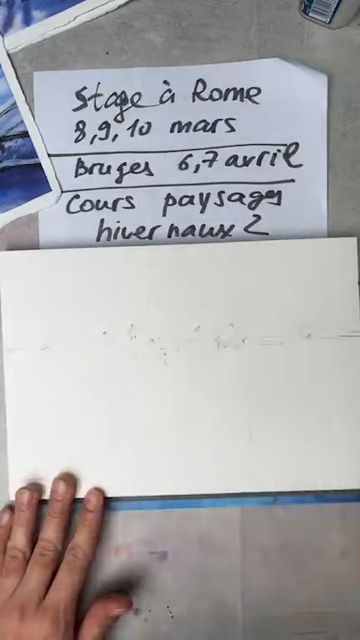 Stage à Rome
8,9,10 mars
Bruges 6,7 avril
Cours paysages
hivernaux 2